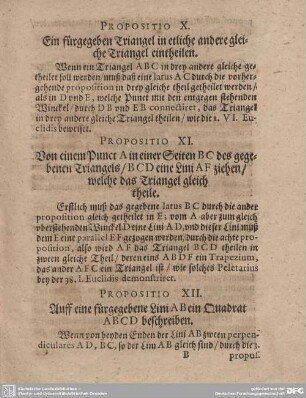 PROPOSITIO X.
Ein fürgegeben Triangel in etliche andere glei-
che Triangel eintheilen.
Wenn ein Triangel ABC in drey andere gleiche ge-
theilet soll werden / muß daß eine latus AC durch die vorher-
gehende proposition in drey gleiche theil getheilet werden /
als in D vnd E, welche Punct mit den entgegen stehenden
Winckel / durch DB vnd EB connectiret, das Triangel
in drey andere gleiche Triangel theilen / wie die 1. VI. Eu-
clidis beweiset.
PROPOSITIO XI.
Von einem Punct A in einer Seiten BC des gege-
benen Triangels / BCD eine Lini AF ziehen /
welche das Triangel gleich
theile.
Erstlich muß das gegebene latus BC durch die ander
proposition gleich getheilet in E: vom A aber zum gleich
vberstehenden Winckel D eine Lini AD, vnd dieser Lini muß
dem E eine parallel EF gezogen werden / durch die achte pro-
position, also wird AF das Triangel BCD theilen in
zween gleiche Theil / deren eins ABDF ein Trapezium,
das ander AFC ein Triangel ist / wie solches Peletarius
bey der 38. I. Euclidis demonstriret.
PROPOSITIO XII.
Auff eine fürgegebene Lini AB ein Quadrat
ABCD beschreiben.
Wenn von beyden Enden der Lini AB zween perpen-
diculares AD, BC, so der Lini AB gleich sind / durch die 3.
B propos.